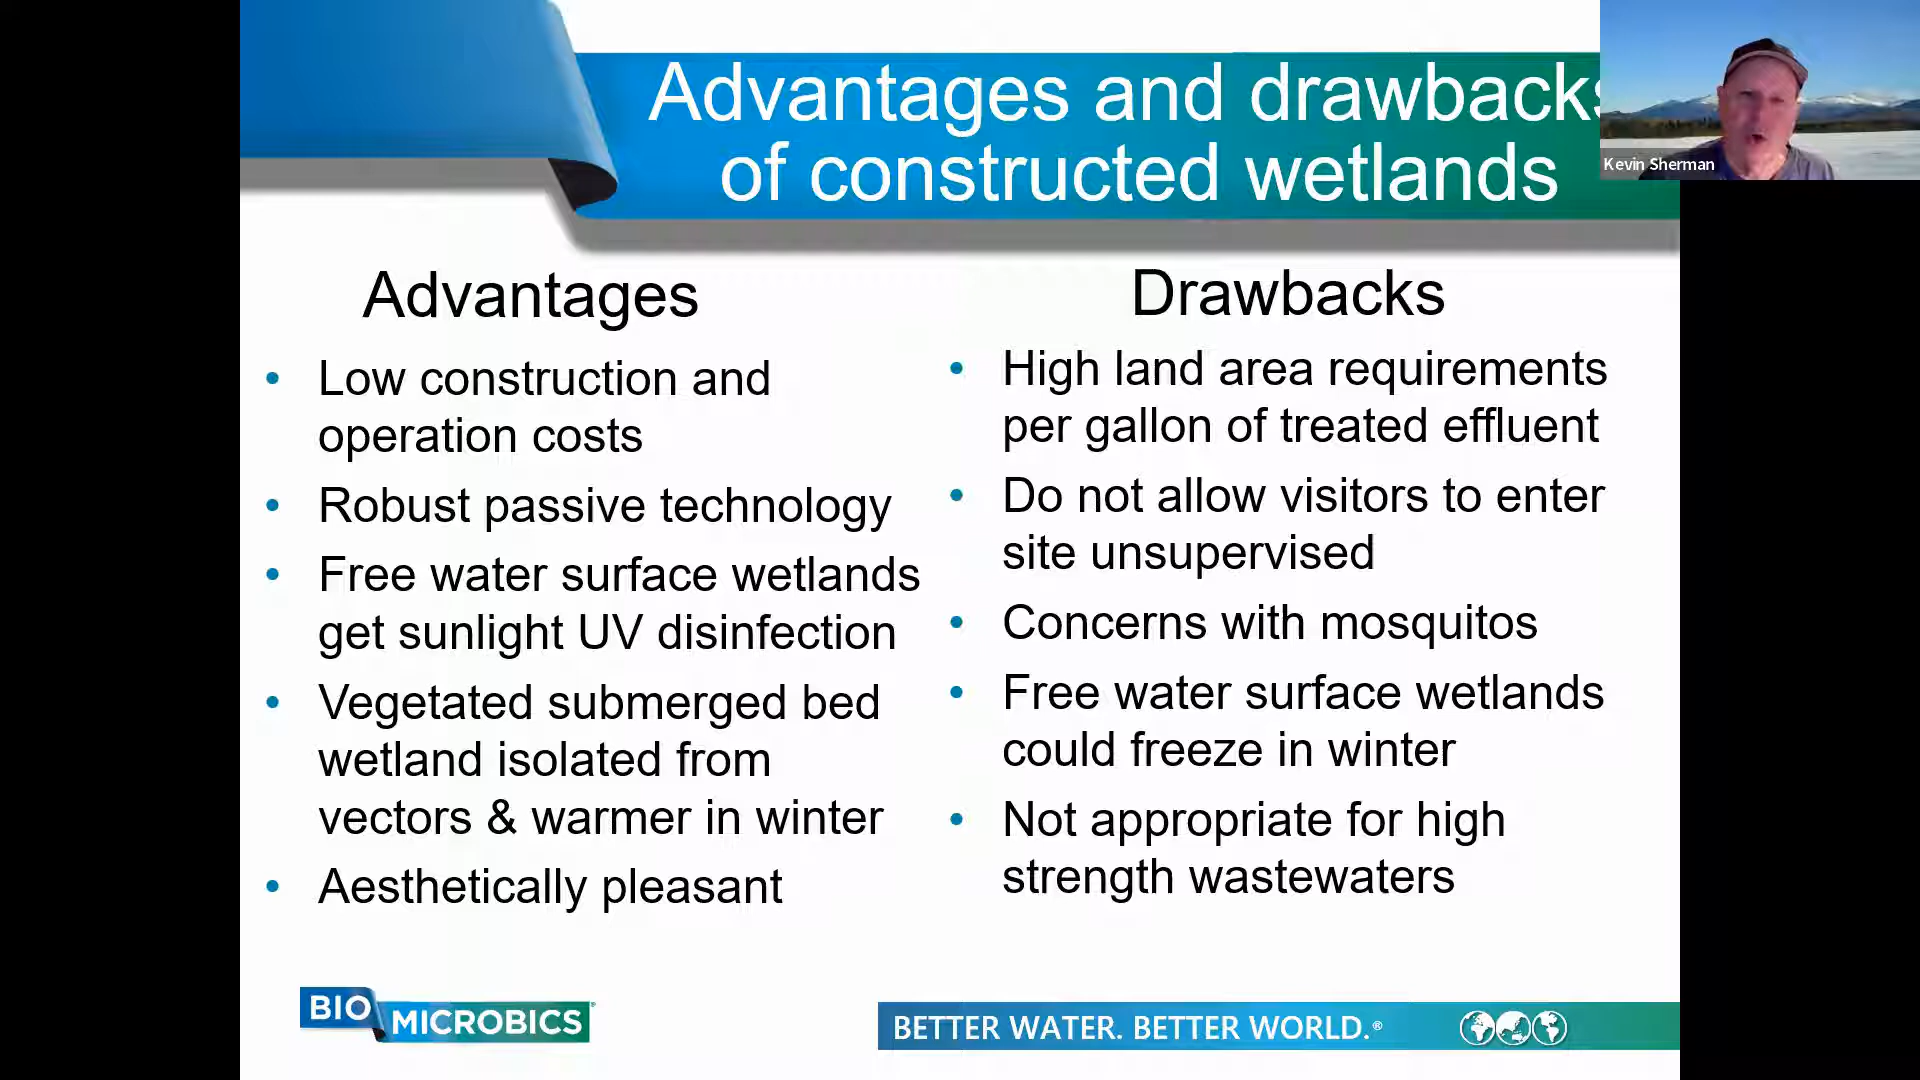 Advantages and drawbacks
of constructed wetlands
Kevin Sherman
Advantages
• Low construction and
operation costs
• Robust passive technology
• Free water surface wetlands
get sunlight UV disinfection
• Vegetated submerged bed
wetland isolated from
vectors & warmer in winter
• Aesthetically pleasant
Drawbacks
• High land area requirements
per gallon of treated effluent
• Do not allow visitors to enter
site unsupervised
• Concerns with mosquitos
• Free water surface wetlands
could freeze in winter
• Not appropriate for high
strength wastewaters
BIO
MICROBICS®
BETTER WATER. BETTER WORLD.®